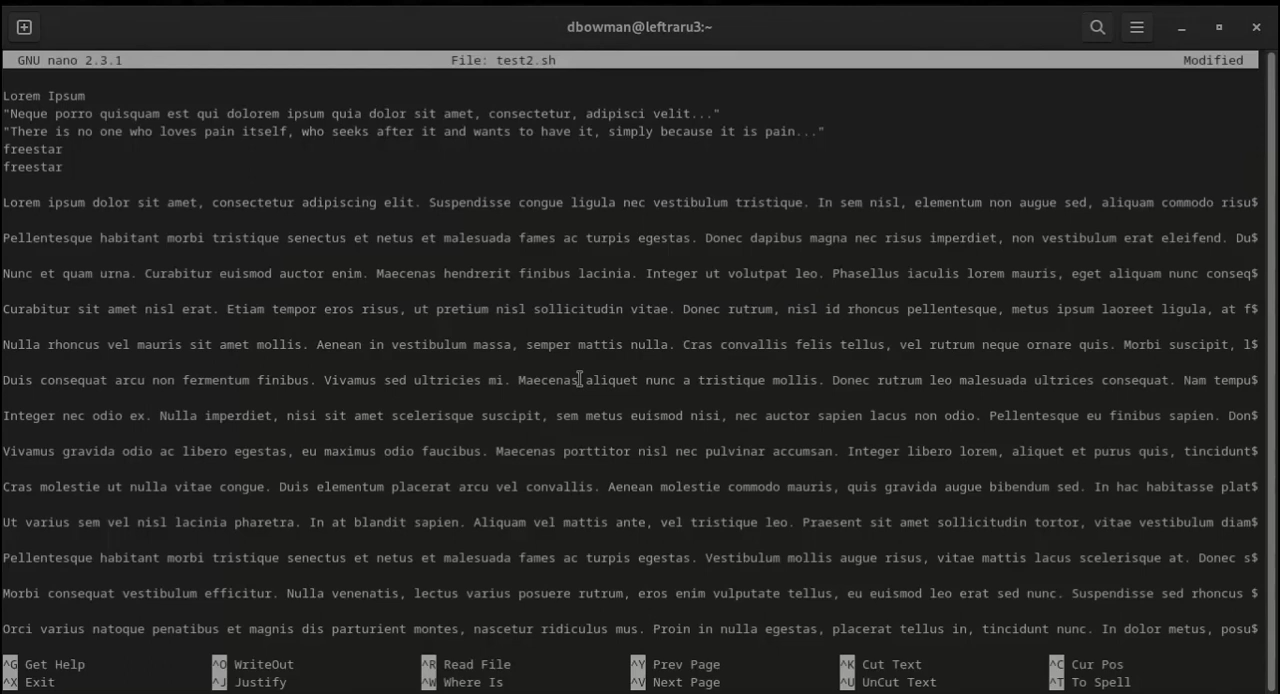 dbowman@leftraru3:~
GNU nano 2.3.1 File: test2.sh Modified
Lorem Ipsum
"Neque porro quisquam est qui dolorem ipsum quia dolor sit amet, consectetur, adipisci velit..."
"There is no one who loves pain itself, who seeks after it and wants to have it, simply because it is pain..."
freestar
freestar
Lorem ipsum dolor sit amet, consectetur adipiscing elit. Suspendisse congue ligula nec vestibulum tristique. In sem nisl, elementum non augue sed, aliquam commodo risu$
Pellentesque habitant morbi tristique senectus et netus et malesuada fames ac turpis egestas. Donec dapibus magna nec risus imperdiet, non vestibulum erat eleifend. Du$
Nunc et quam urna. Curabitur euismod auctor enim. Maecenas hendrerit finibus lacinia. Integer ut volutpat leo. Phasellus iaculis lorem mauris, eget aliquam nunc conseq$
Curabitur sit amet nisl erat. Etiam tempor eros risus, ut pretium nisl sollicitudin vitae. Donec rutrum, nisl id rhoncus pellentesque, metus ipsum laoreet ligula, at f$
Nulla rhoncus vel mauris sit amet mollis. Aenean in vestibulum massa, semper mattis nulla. Cras convallis felis tellus, vel rutrum neque ornare quis. Morbi suscipit, l$
Duis consequat arcu non fermentum finibus. Vivamus sed ultricies mi. Maecenas aliquet nunc a tristique mollis. Donec rutrum leo malesuada ultrices consequat. Nam tempu$
Integer nec odio ex. Nulla imperdiet, nisi sit amet scelerisque suscipit, sem metus euismod nisi, nec auctor sapien lacus non odio. Pellentesque eu finibus sapien. Don$
Vivamus gravida odio ac libero egestas, eu maximus odio faucibus. Maecenas porttitor nisl nec pulvinar accumsan. Integer libero lorem, aliquet et purus quis, tincidunt$
Cras molestie ut nulla vitae congue. Duis elementum placerat arcu vel convallis. Aenean molestie commodo mauris, quis gravida augue bibendum sed. In hac habitasse plat$
Ut varius sem vel nisl lacinia pharetra. In at blandit sapien. Aliquam vel mattis ante, vel tristique leo. Praesent sit amet sollicitudin tortor, vitae vestibulum diam$
Pellentesque habitant morbi tristique senectus et netus et malesuada fames ac turpis egestas. Vestibulum mollis augue risus, vitae mattis lacus scelerisque at. Donec s$
Morbi consequat vestibulum efficitur. Nulla venenatis, lectus varius posuere rutrum, eros enim vulputate tellus, eu euismod leo erat sed nunc. Suspendisse sed rhoncus $
Orci varius natoque penatibus et magnis dis parturient montes, nascetur ridiculus mus. Proin in nulla egestas, placerat tellus in, tincidunt nunc. In dolor metus, posu$
^G Get Help ^O WriteOut ^R Read File ^Y Prev Page ^K Cut Text ^C Cur Pos
^X Exit ^J Justify ^W Where Is ^V Next Page ^U UnCut Text ^T To Spell